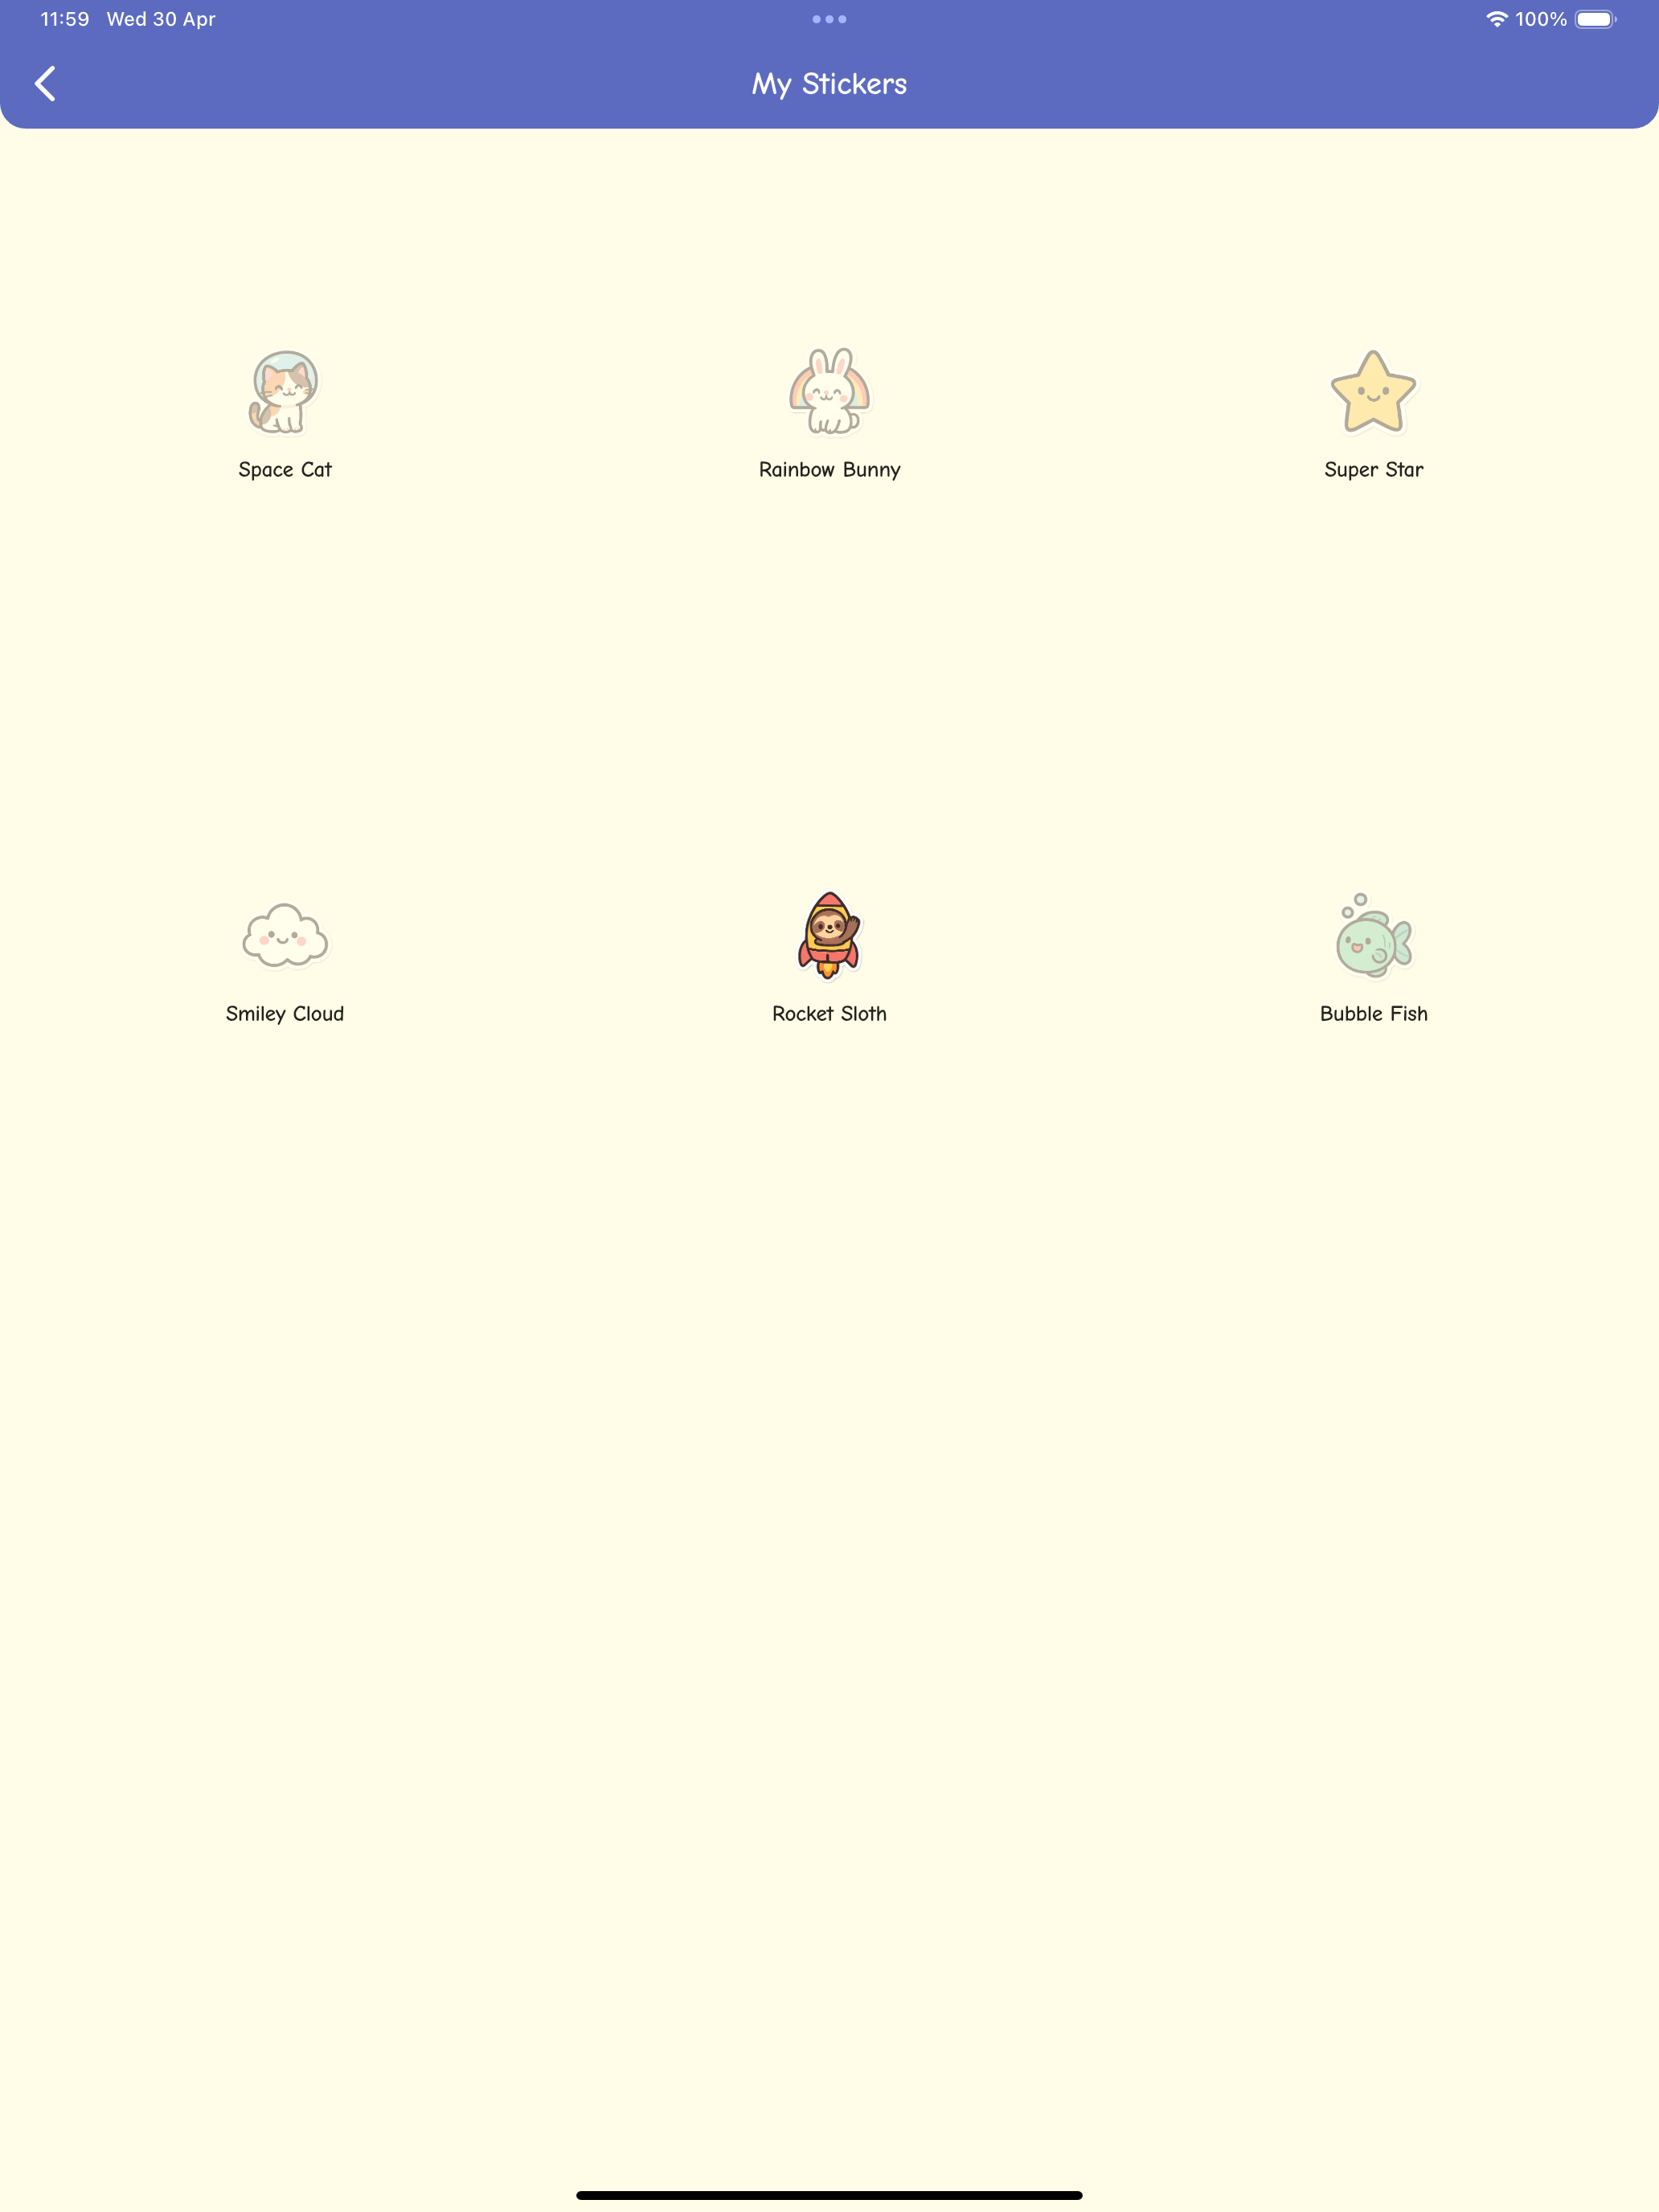 11:59 Wed 30 Apr
100%
My Stickers
Space Cat
Rainbow Bunny
Super Star
Smiley Cloud
Rocket Sloth
Bubble Fish